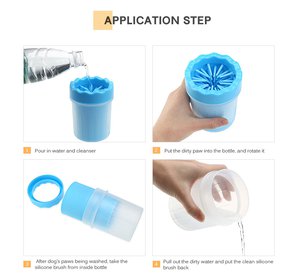 APPLICATION STEP
1 Pour in water and cleanser
2 Put the dirty paw into the bottle, and rotate it
3 After dog's paws being washed, take the
silicone brush from inside bottle
4 Pull out the dirty water and put the clean silicone
brush back